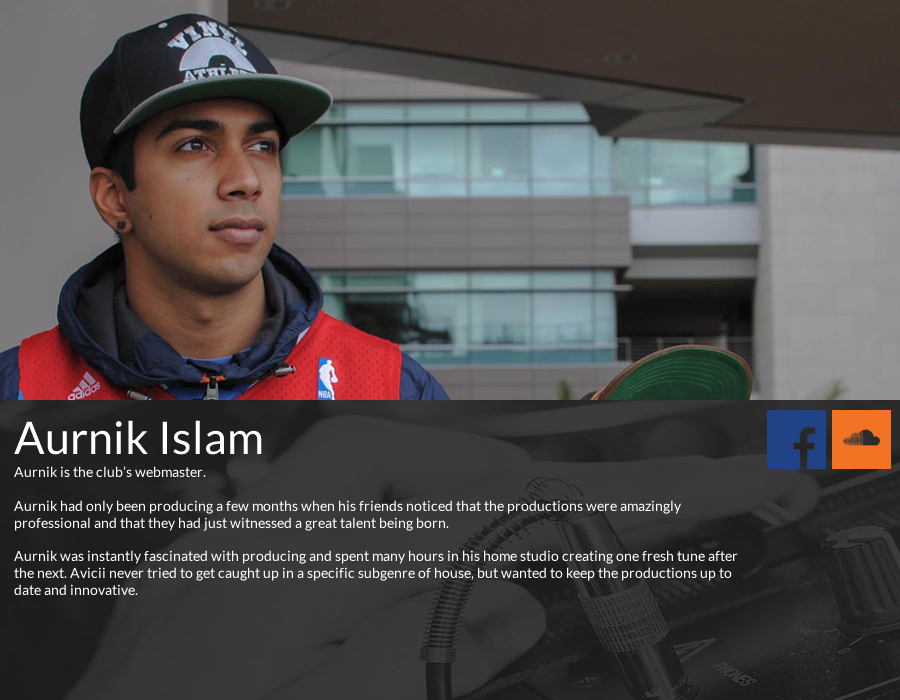 VINYL
ATHLETE
adidas
NBA
Aurnik Islam
Aurnik is the club's webmaster.
Aurnik had only been producing a few months when his friends noticed that the productions were amazingly
professional and that they had just witnessed a great talent being born.
Aurnik was instantly fascinated with producing and spent many hours in his home studio creating one fresh tune after
the next. Avicii never tried to get caught up in a specific subgenre of house, but wanted to keep the productions up to
date and innovative.
PHONES